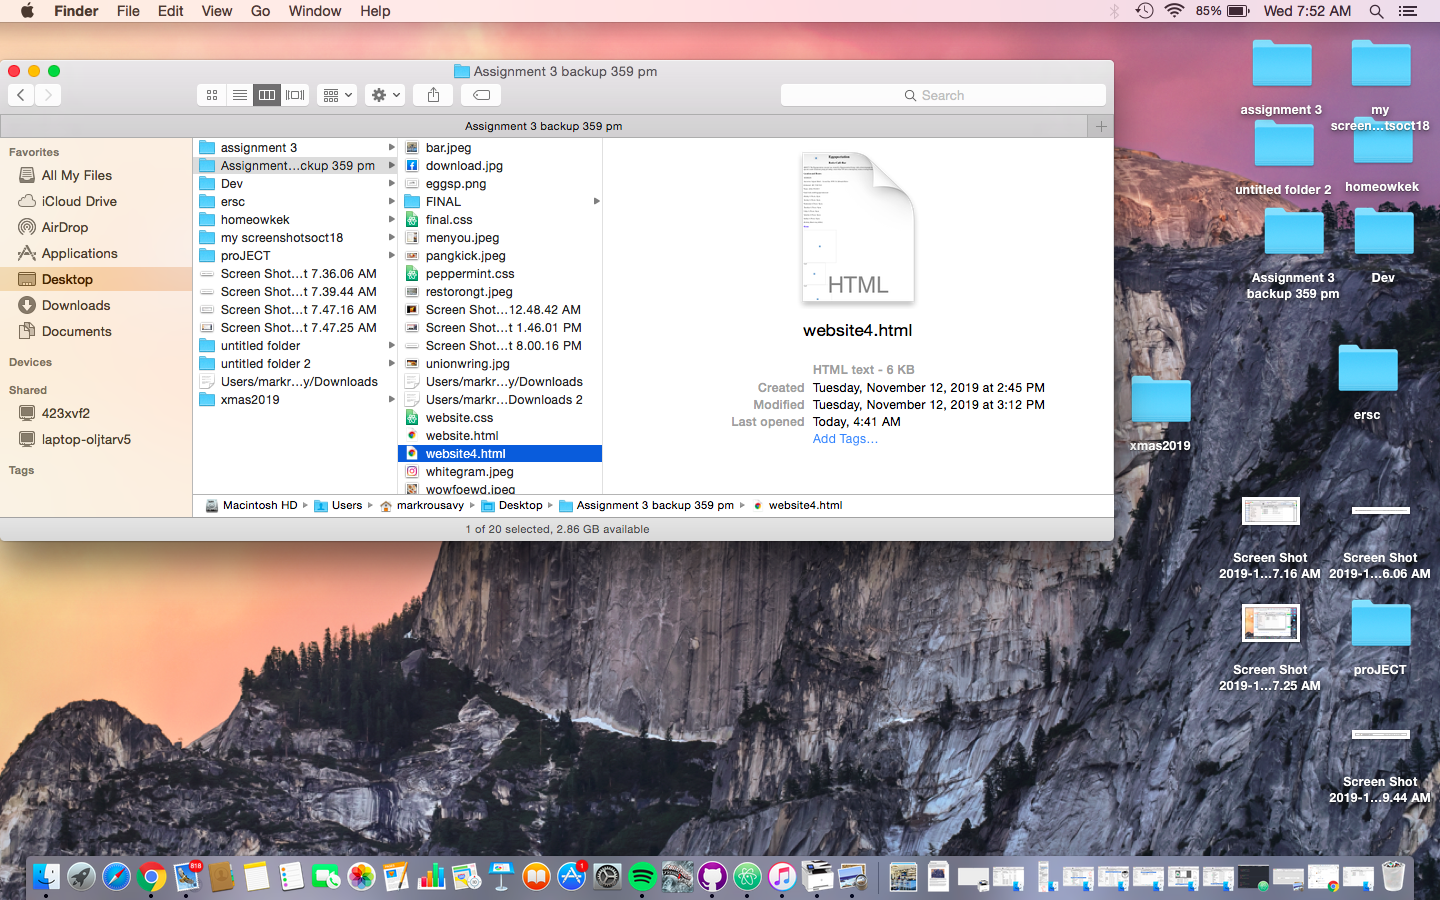 Finder File Edit View Go Window Help 85% Wed 7:52 AM
Assignment 3 backup 359 pm
Search
Assignment 3 backup 359 pm
Favorites
All My Files
iCloud Drive
AirDrop
Applications
Desktop
Downloads
Documents
Devices
Shared
423xvf2
laptop-oljtarv5
Tags
assignment 3
Assignment...ckup 359 pm
Dev
ersc
homeowkek
my screenshotsoct18
proJECT
Screen Shot...t 7.36.06 AM
Screen Shot...t 7.39.44 AM
Screen Shot...t 7.47.16 AM
Screen Shot...t 7.47.25 AM
untitled folder
untitled folder 2
Users/markr...y/Downloads
xmas2019
bar.jpeg
download.jpg
eggsp.png
FINAL
final.css
menyou.jpeg
pangkick.jpeg
peppermint.css
restorongt.jpeg
Screen Shot...12.48.42 AM
Screen Shot...t 1.46.01 PM
Screen Shot...t 8.00.16 PM
unionwring.jpg
Users/markr...y/Downloads
Users/markr...Downloads 2
website.css
website.html
website4.html
whitegram.jpeg
wowfoewd.jpeg
HTML
website4.html
HTML text - 6 KB
Created Tuesday, November 12, 2019 at 2:45 PM
Modified Tuesday, November 12, 2019 at 3:12 PM
Last opened Today, 4:41 AM
Add Tags...
Macintosh HD Users markrousavy Desktop Assignment 3 backup 359 pm website4.html
1 of 20 selected, 2.86 GB available
assignment 3
my
screen...tsoct18
untitled folder 2
homeowkek
Assignment 3
backup 359 pm
Dev
ersc
xmas2019
Screen Shot
2019-1...7.16 AM
Screen Shot
2019-1...6.06 AM
Screen Shot
2019-1...7.25 AM
proJECT
Screen Shot
2019-1...9.44 AM
818
1